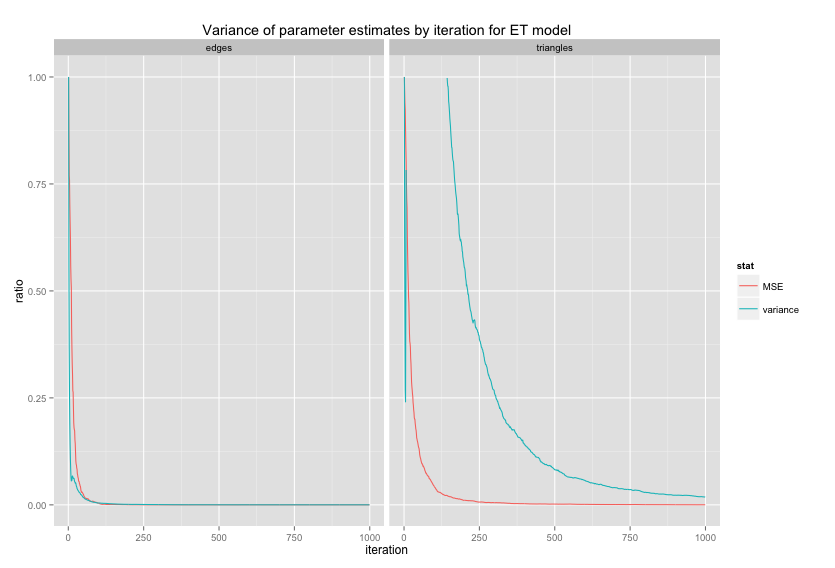 Variance of parameter estimates by iteration for ET model
edges
triangles
1.00
0.75
0.50
0.25
0.00
ratio
0
250
500
750
1000
0
250
500
750
1000
iteration
stat
MSE
variance